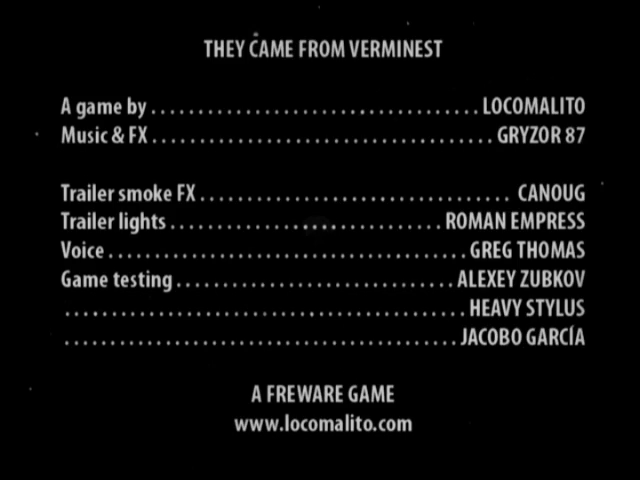 THEY CAME FROM VERMINEST
A game by ................................... LOCOMALITO
Music & FX .................................... GRYZOR 87
Trailer smoke FX ................................. CANOUG
Trailer lights ............................. ROMAN EMPRESS
Voice ...................................... GREG THOMAS
Game testing .............................. ALEXEY ZUBKOV
........................................... HEAVY STYLUS
.......................................... JACOBO GARCÍA
A FREWARE GAME
www.locomalito.com